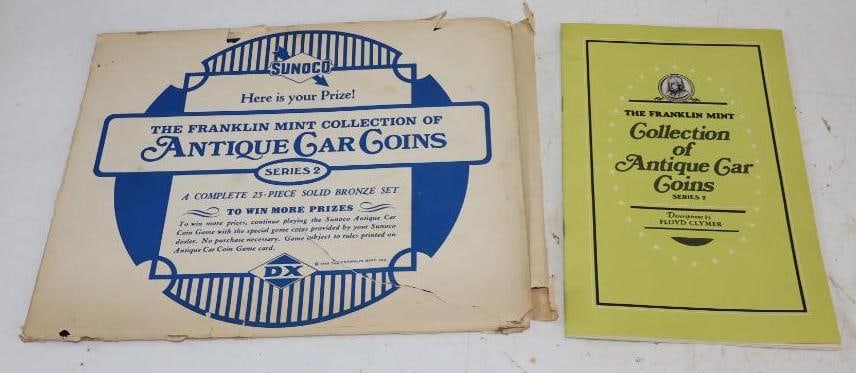 SUNOCO
Here is your Prize!
THE FRANKLIN MINT COLLECTION OF
ANTIQUE CAR COINS
SERIES 2
A COMPLETE 25-PIECE SOLID BRONZE SET
TO WIN MORE PRIZES
To win more prizes, continue playing the Sunoco Antique Car
Coin Game with the special game coins provided by your Sunoco
dealer. No purchase necessary. Game subject to rules printed on
Antique Car Coin Game card.
THE FRANKLIN MINT, INC.
DX
THE FRANKLIN MINT
Collection
of
Antique Car
Coins
SERIES 2
Descriptions by
FLOYD CLYMER